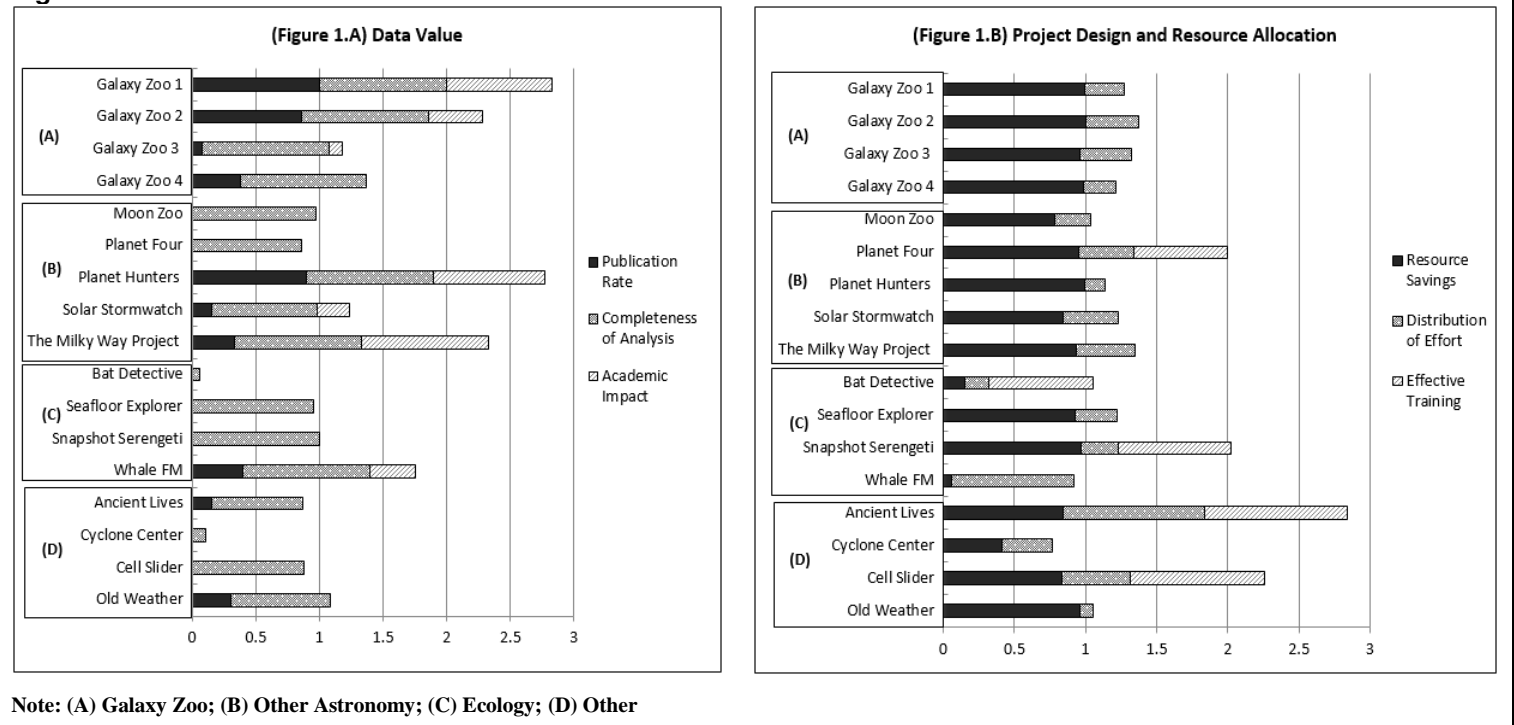 (Figure 1.A) Data Value
(A)
Galaxy Zoo 1
Galaxy Zoo 2
Galaxy Zoo 3
Galaxy Zoo 4
(B)
Moon Zoo
Planet Four
Planet Hunters
Solar Stormwatch
The Milky Way Project
(C)
Bat Detective
Seafloor Explorer
Snapshot Serengeti
Whale FM
(D)
Ancient Lives
Cyclone Center
Cell Slider
Old Weather
0 0.5 1 1.5 2 2.5 3
Publication
Rate
Completeness
of Analysis
Academic
Impact
(Figure 1.B) Project Design and Resource Allocation
(A)
Galaxy Zoo 1
Galaxy Zoo 2
Galaxy Zoo 3
Galaxy Zoo 4
(B)
Moon Zoo
Planet Four
Planet Hunters
Solar Stormwatch
The Milky Way Project
(C)
Bat Detective
Seafloor Explorer
Snapshot Serengeti
Whale FM
(D)
Ancient Lives
Cyclone Center
Cell Slider
Old Weather
0 0.5 1 1.5 2 2.5 3
Resource
Savings
Distribution
of Effort
Effective
Training
Note: (A) Galaxy Zoo; (B) Other Astronomy; (C) Ecology; (D) Other